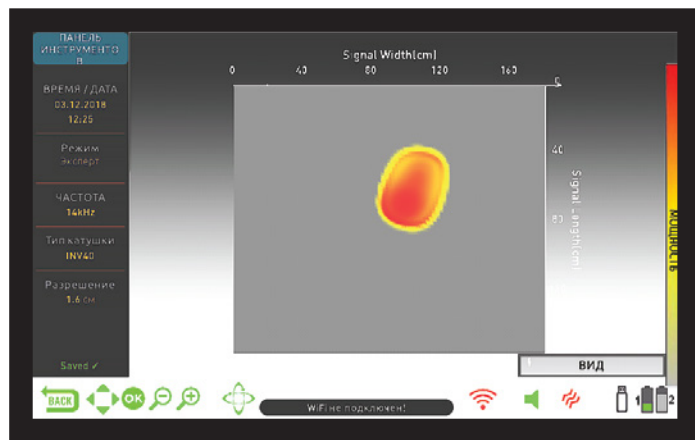 ПАНЕЛЬ
ИНСТРУМЕНТО
В
ВРЕМЯ / ДАТА
03.12.2018
12:25
Режим
Эксперт
ЧАСТОТА
14kHz
Тип катушки
INV40
Разрешение
1.6 см
Saved ✓
Signal Width[cm]
0 40 80 120 160
0
40
80
Signal Length[cm]
МОЩНОСТЬ
ВИД
BACK
OK
WiFi не подключен!
1 2